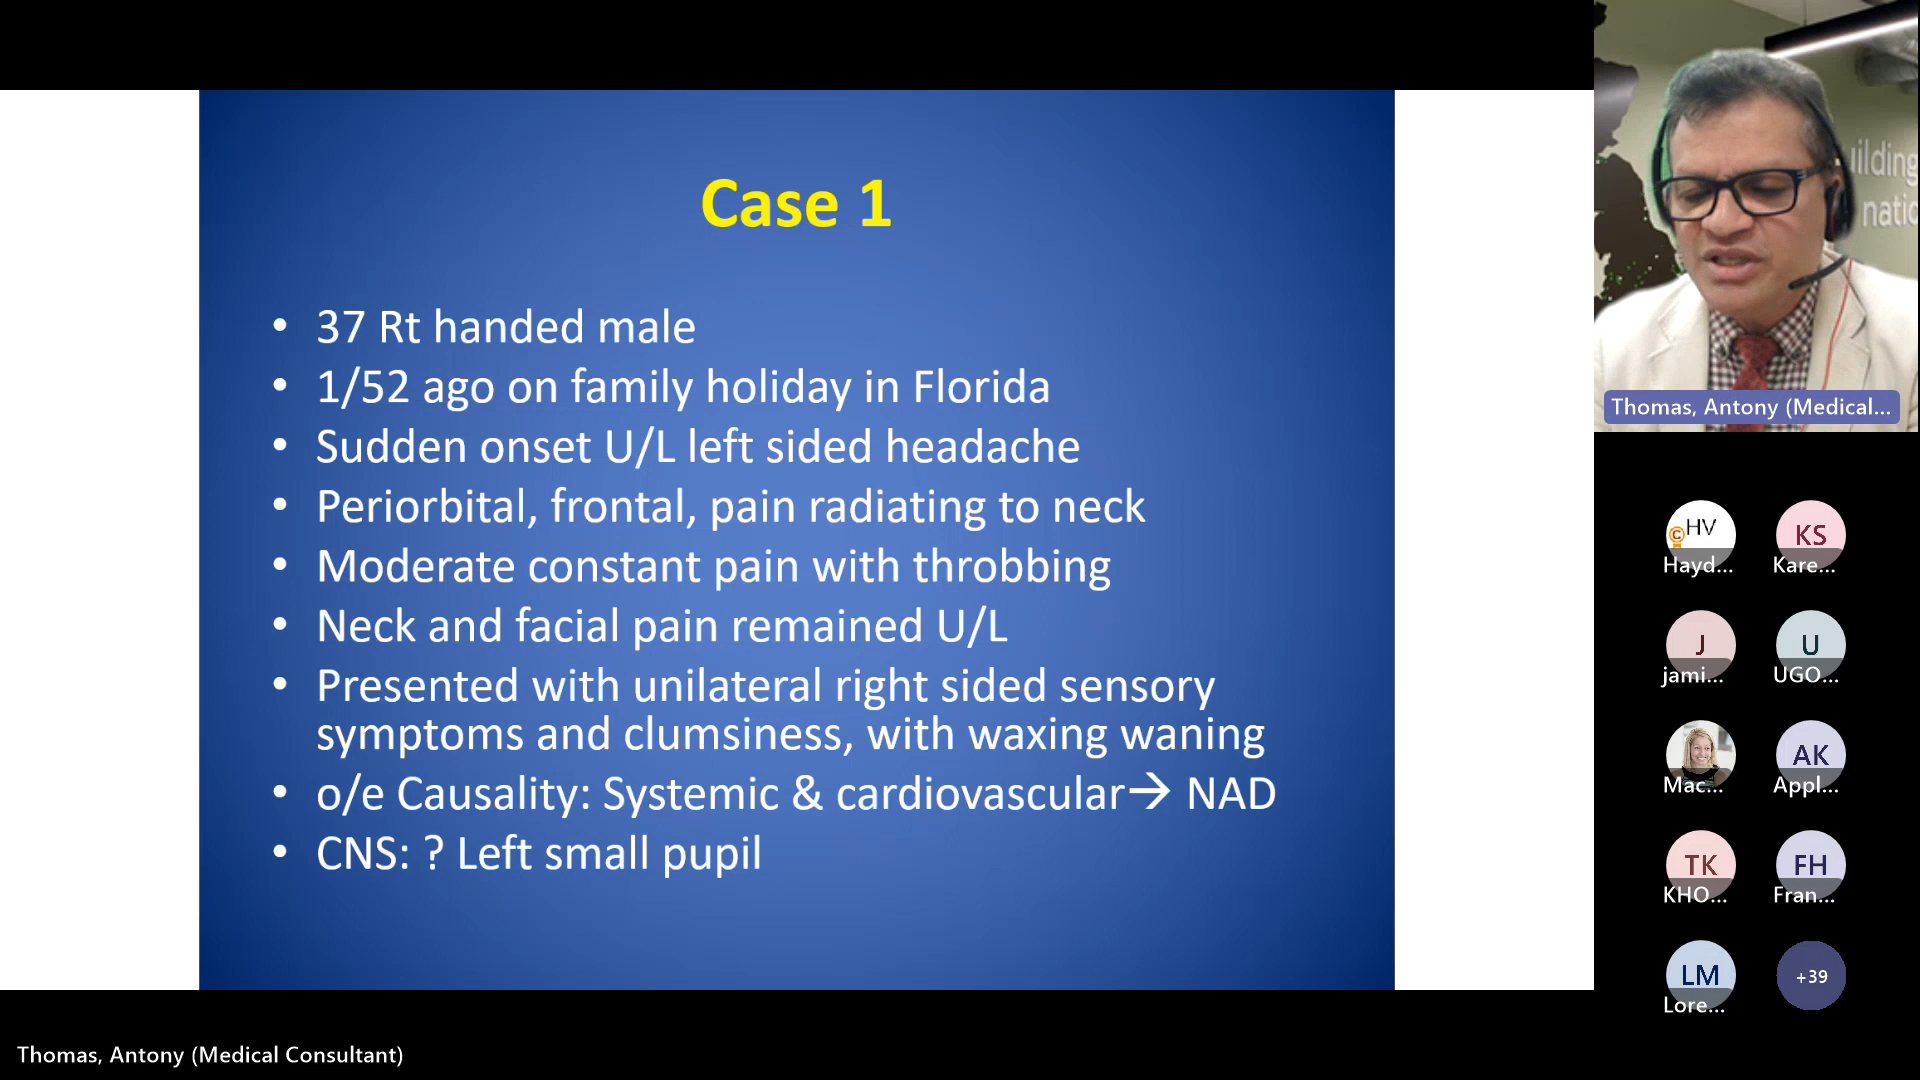 Case 1
• 37 Rt handed male
• 1/52 ago on family holiday in Florida
• Sudden onset U/L left sided headache
• Periorbital, frontal, pain radiating to neck
• Moderate constant pain with throbbing
• Neck and facial pain remained U/L
• Presented with unilateral right sided sensory
symptoms and clumsiness, with waxing waning
• o/e Causality: Systemic & cardiovascular→ NAD
• CNS: ? Left small pupil
uilding
natio
Thomas, Antony (Medical...
HV
KS
Hayd...
Kare...
J
U
jami...
UGO...
AK
Mac...
Appl...
TK
FH
KHO...
Fran...
LM
+39
Lore...
Thomas, Antony (Medical Consultant)